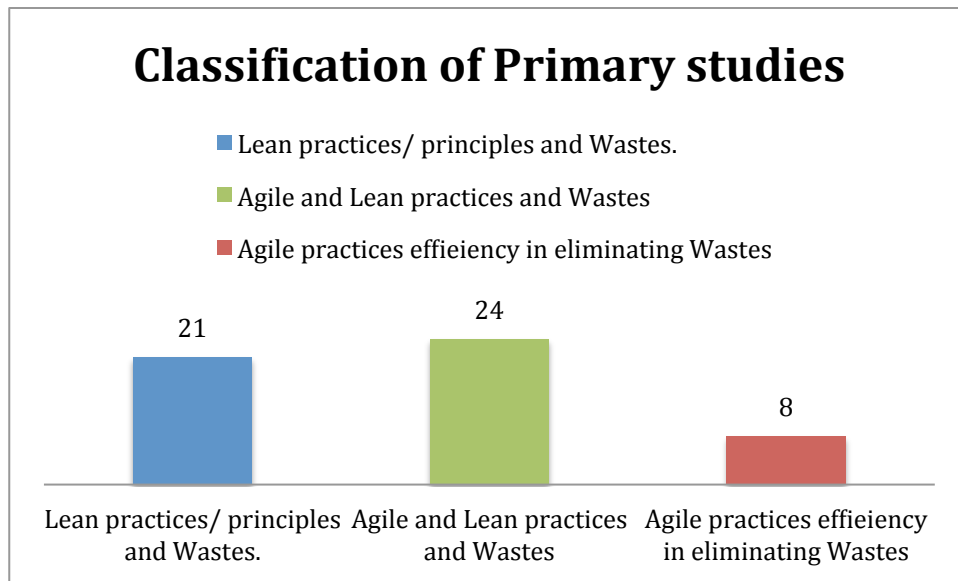 Classification of Primary studies
Lean practices/ principles and Wastes.
Agile and Lean practices and Wastes
Agile practices effieiency in eliminating Wastes
21
24
8
Lean practices/ principles
and Wastes.
Agile and Lean practices
and Wastes
Agile practices effieiency
in eliminating Wastes